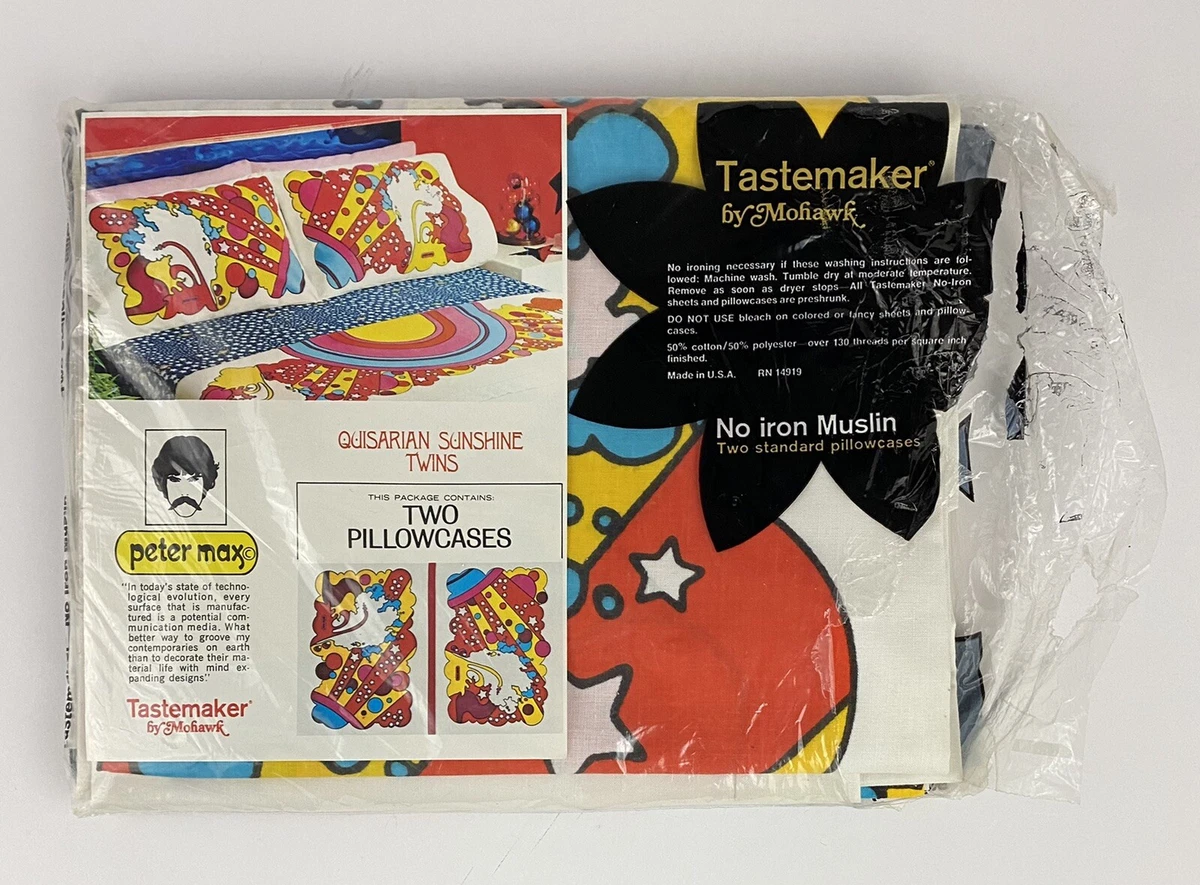 Tastemaker®
by Mohawk
No ironing necessary if these washing instructions are fol-
lowed: Machine wash. Tumble dry at moderate temperature.
Remove as soon as dryer stops—All Tastemaker No-Iron
sheets and pillowcases are preshrunk.
DO NOT USE bleach on colored or fancy sheets and pillow-
cases.
50% cotton/50% polyester—over 130 threads per square inch
finished.
Made in U.S.A. RN 14919
No iron Muslin
Two standard pillowcases
QUISARIAN SUNSHINE
TWINS
THIS PACKAGE CONTAINS:
TWO
PILLOWCASES
peter max©
"In today's state of techno-
logical evolution, every
surface that is manufac-
tured is a potential com-
munication media. What
better way to groove my
contemporaries on earth
than to decorate their ma-
terial life with mind ex-
panding designs."
Tastemaker®
by Mohawk